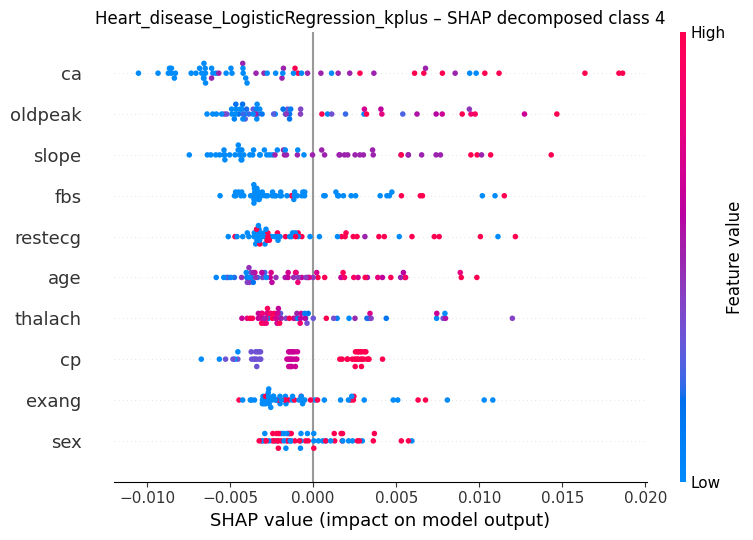 Heart_disease_LogisticRegression_kplus – SHAP decomposed class 4
High
ca
oldpeak
slope
fbs
restecg
age
thalach
cp
exang
sex
Feature value
Low
−0.010 −0.005 0.000 0.005 0.010 0.015 0.020
SHAP value (impact on model output)